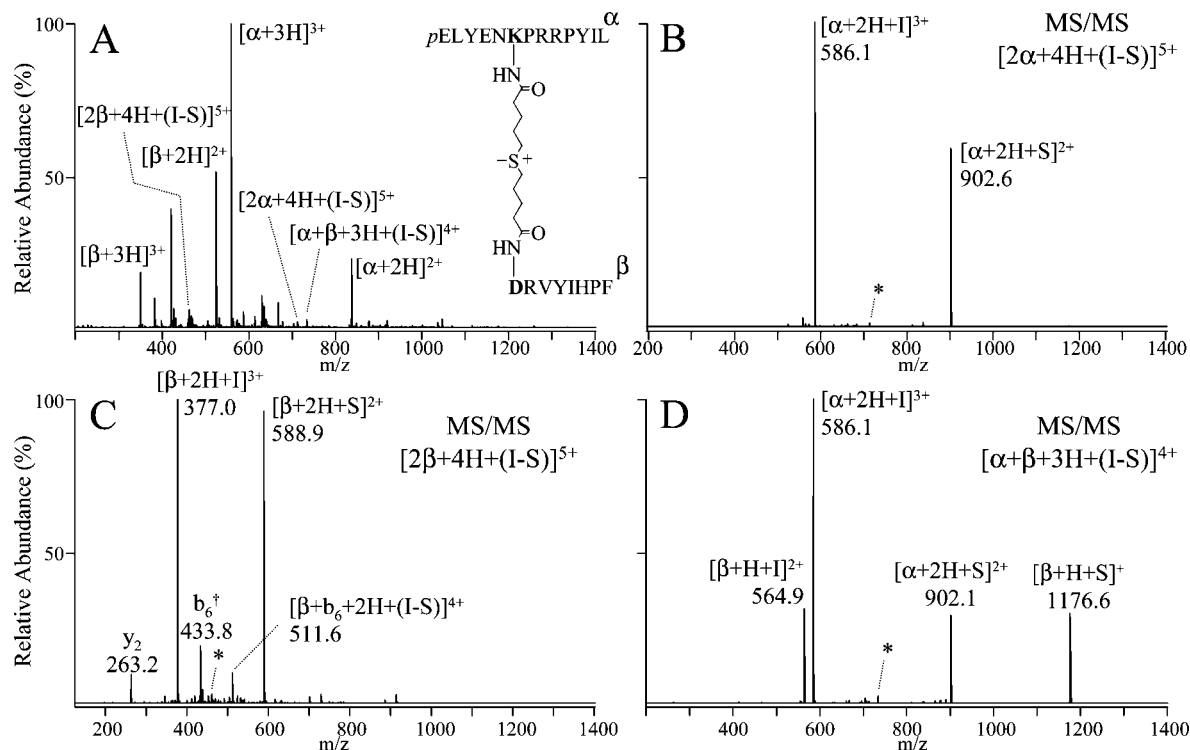 A
Relative Abundance (%)
100
50
[α+3H]³⁺
[2β+4H+(I-S)]⁵⁺
[β+2H]²⁺
[2α+4H+(I-S)]⁵⁺
[α+β+3H+(I-S)]⁴⁺
[β+3H]³⁺
[α+2H]²⁺
pELYENKPRRPYIL
α
HN
O
S⁺
O
HN
β
DRVYIHPF
200 400 600 800 1000 1200 1400
m/z
B
MS/MS
[2α+4H+(I-S)]⁵⁺
100
50
[α+2H+I]³⁺
586.1
[α+2H+S]²⁺
902.6
*
200 400 600 800 1000 1200 1400
m/z
C
MS/MS
[2β+4H+(I-S)]⁵⁺
Relative Abundance (%)
100
50
[β+2H+I]³⁺
377.0
[β+2H+S]²⁺
588.9
b₆†
433.8
*
[β+b₆+2H+(I-S)]⁴⁺
511.6
y₂
263.2
200 400 600 800 1000 1200 1400
m/z
D
MS/MS
[α+β+3H+(I-S)]⁴⁺
100
50
[α+2H+I]³⁺
586.1
[β+H+I]²⁺
564.9
[α+2H+S]²⁺
902.1
[β+H+S]⁺
1176.6
*
200 400 600 800 1000 1200 1400
m/z